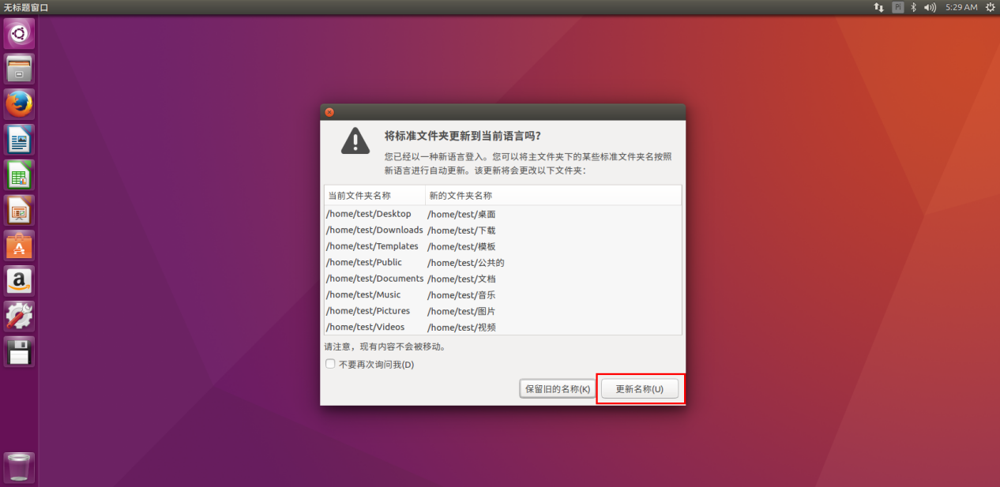 无标题窗口
Pi
5:29 AM
将标准文件夹更新到当前语言吗?
您已经以一种新语言登入。您可以将主文件夹下的某些标准文件夹名按照
新语言进行自动更新。该更新将会更改以下文件夹:
当前文件夹名称 新的文件夹名称
/home/test/Desktop /home/test/桌面
/home/test/Downloads /home/test/下载
/home/test/Templates /home/test/模板
/home/test/Public /home/test/公共的
/home/test/Documents /home/test/文档
/home/test/Music /home/test/音乐
/home/test/Pictures /home/test/图片
/home/test/Videos /home/test/视频
请注意，现有内容不会被移动。
不要再次询问我(D)
保留旧的名称(K) 更新名称(U)